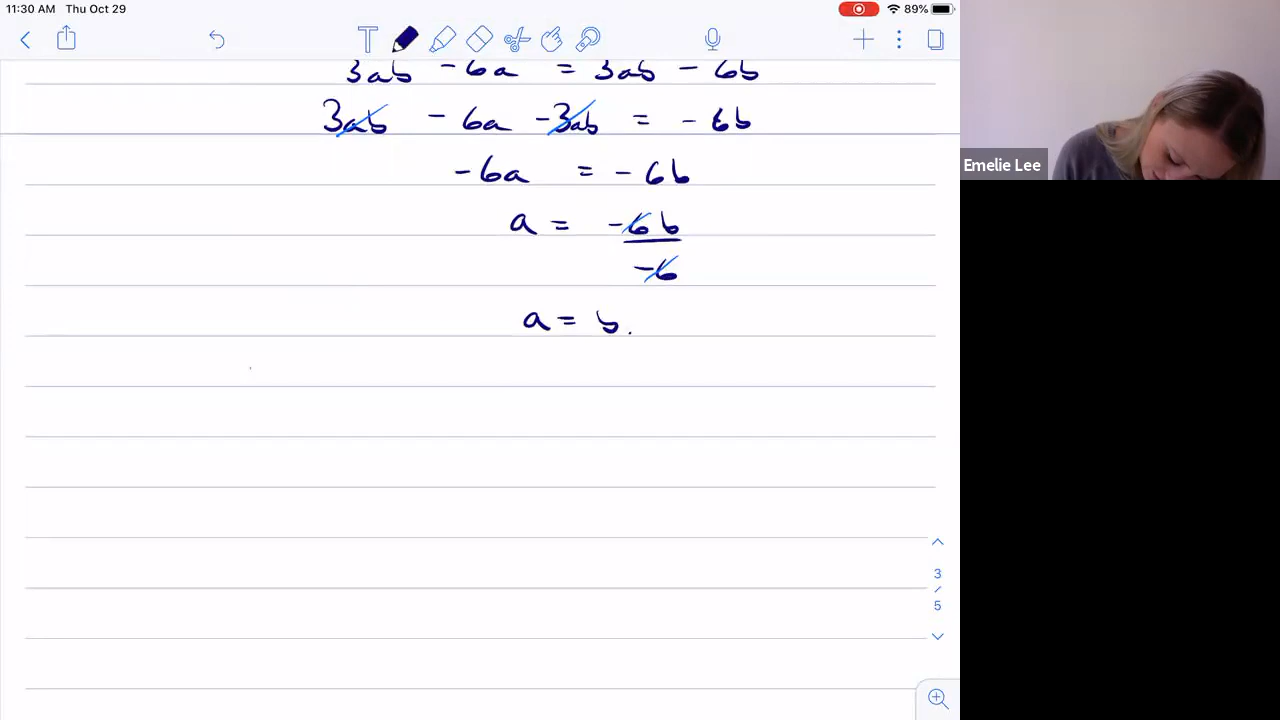 11:30 AM Thu Oct 29
89%
3ab - 6a = 3ab - 6b
3ab - 6a - 3ab = - 6b
Emelie Lee
-6a = - 6b
a = -6b
-6
a = b.
3
/
5